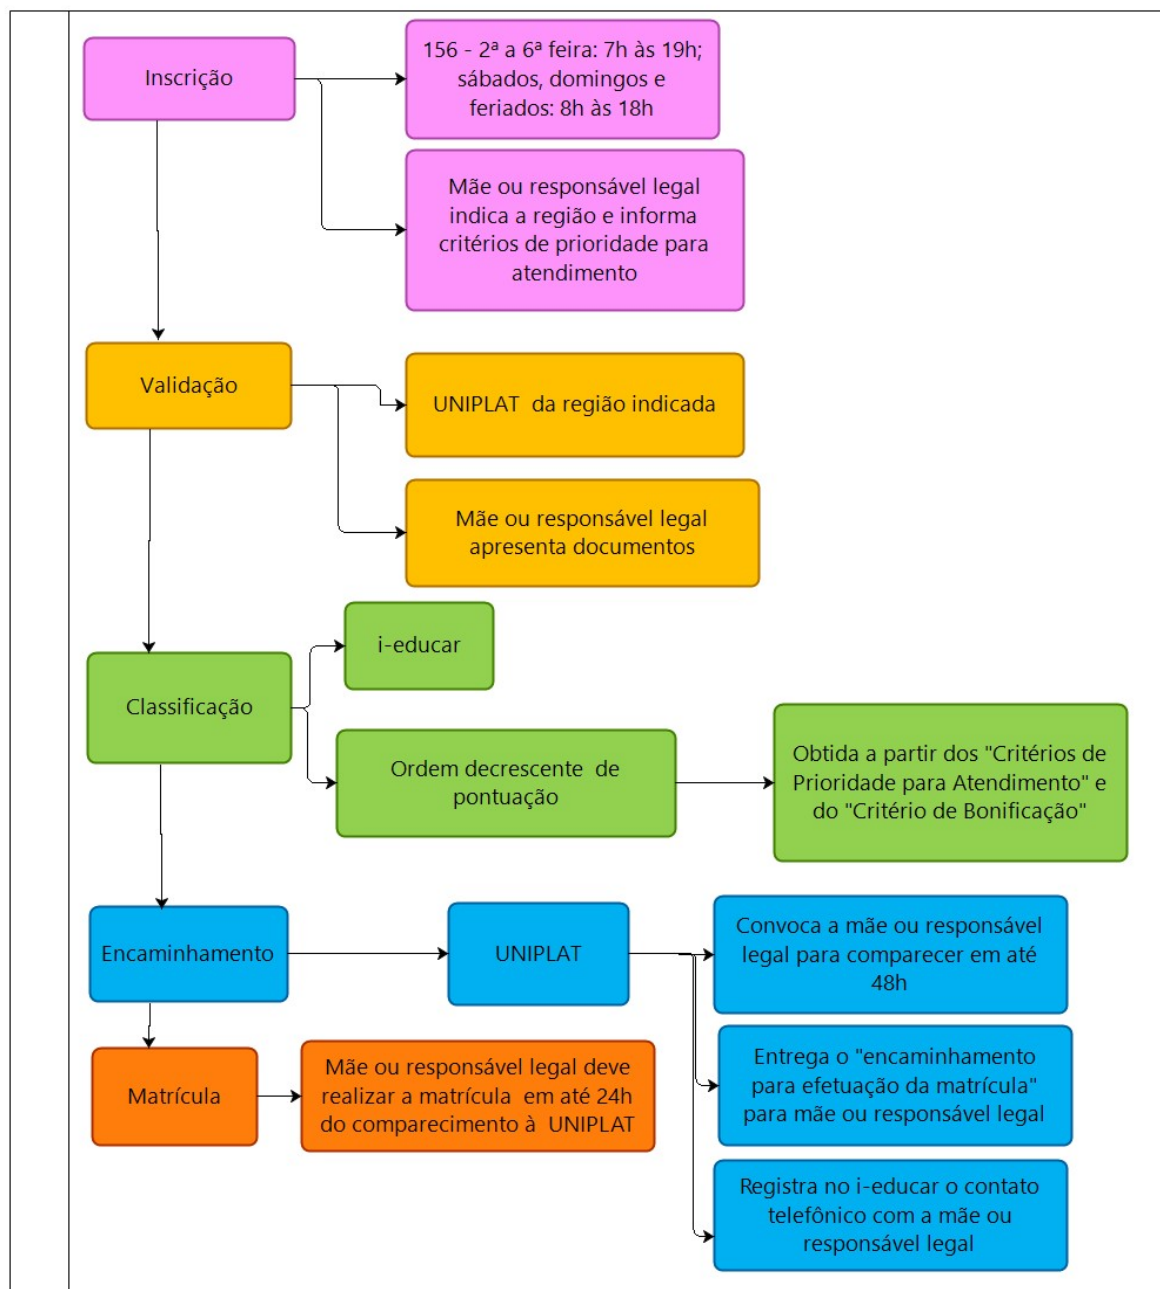 Inscrição
156 - 2ª a 6ª feira: 7h às 19h;
sábados, domingos e
feriados: 8h às 18h
Mãe ou responsável legal
indica a região e informa
critérios de prioridade para
atendimento
Validação
UNIPLAT da região indicada
Mãe ou responsável legal
apresenta documentos
Classificação
i-educar
Ordem decrescente de
pontuação
Obtida a partir dos "Critérios de
Prioridade para Atendimento" e
do "Critério de Bonificação"
Encaminhamento
UNIPLAT
Convoca a mãe ou responsável
legal para comparecer em até
48h
Entrega o "encaminhamento
para efetuação da matrícula"
para mãe ou responsável legal
Registra no i-educar o contato
telefônico com a mãe ou
responsável legal
Matrícula
Mãe ou responsável legal deve
realizar a matrícula em até 24h
do comparecimento à UNIPLAT